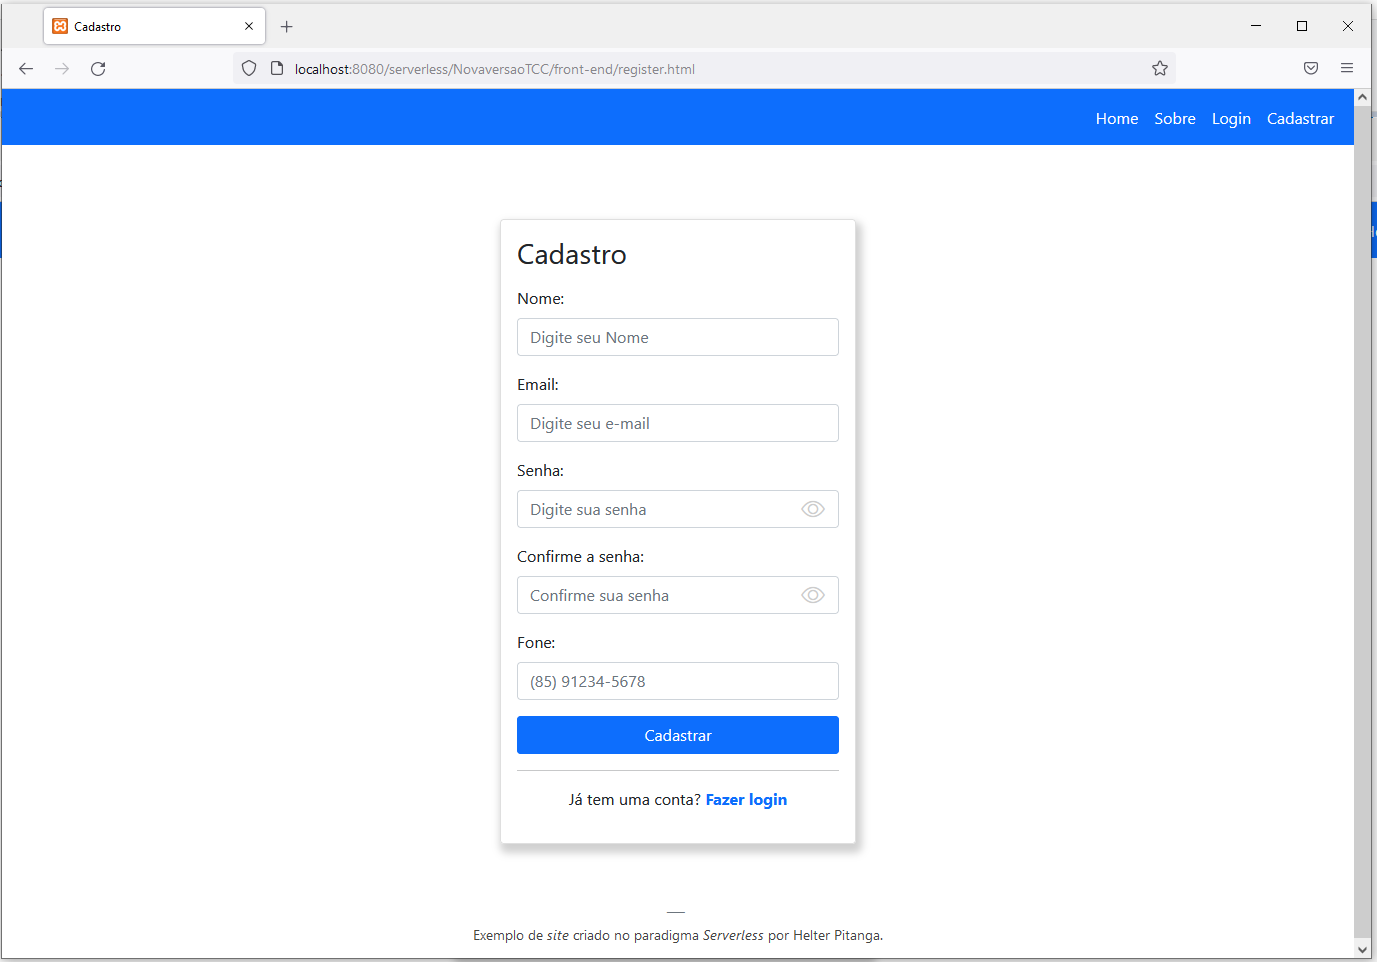 Cadastro
localhost:8080/serverless/NovaversaoTCC/front-end/register.html
Home Sobre Login Cadastrar
Cadastro
Nome:
Digite seu Nome
Email:
Digite seu e-mail
Senha:
Digite sua senha
Confirme a senha:
Confirme sua senha
Fone:
(85) 91234-5678
Cadastrar
Já tem uma conta? Fazer login
Exemplo de site criado no paradigma Serverless por Helter Pitanga.